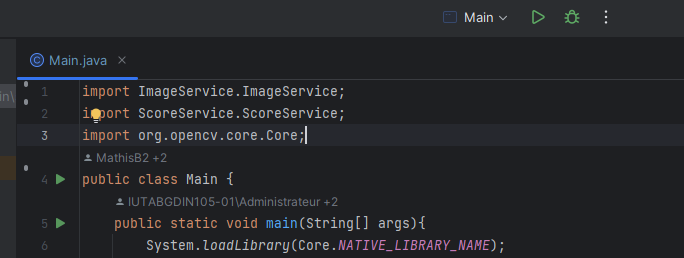 Main
Main.java
in\
1 import ImageService.ImageService;
2 import ScoreService.ScoreService;
3 import org.opencv.core.Core;
MathisB2 +2
4 public class Main {
IUTABGDIN105-01\Administrateur +2
5 public static void main(String[] args){
6 System.loadLibrary(Core.NATIVE_LIBRARY_NAME);